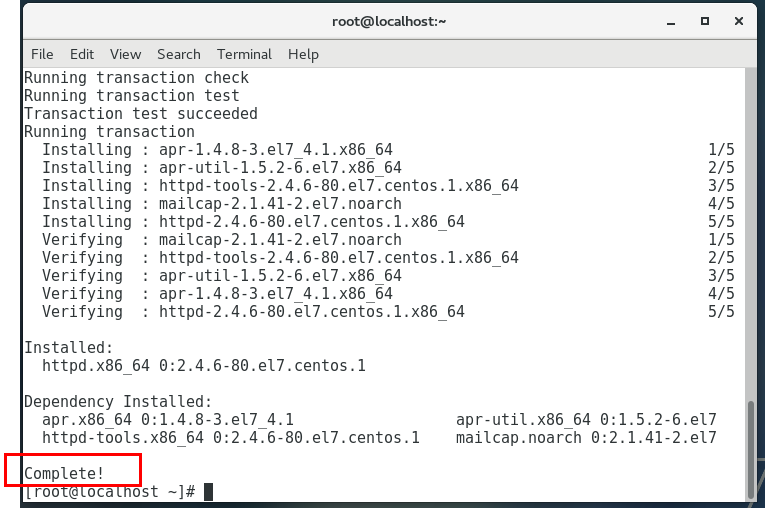 root@localhost:~
File Edit View Search Terminal Help
Running transaction check
Running transaction test
Transaction test succeeded
Running transaction
  Installing : apr-1.4.8-3.el7_4.1.x86_64 1/5
  Installing : apr-util-1.5.2-6.el7.x86_64 2/5
  Installing : httpd-tools-2.4.6-80.el7.centos.1.x86_64 3/5
  Installing : mailcap-2.1.41-2.el7.noarch 4/5
  Installing : httpd-2.4.6-80.el7.centos.1.x86_64 5/5
  Verifying  : mailcap-2.1.41-2.el7.noarch 1/5
  Verifying  : httpd-tools-2.4.6-80.el7.centos.1.x86_64 2/5
  Verifying  : apr-util-1.5.2-6.el7.x86_64 3/5
  Verifying  : apr-1.4.8-3.el7_4.1.x86_64 4/5
  Verifying  : httpd-2.4.6-80.el7.centos.1.x86_64 5/5
Installed:
  httpd.x86_64 0:2.4.6-80.el7.centos.1
Dependency Installed:
  apr.x86_64 0:1.4.8-3.el7_4.1 apr-util.x86_64 0:1.5.2-6.el7
  httpd-tools.x86_64 0:2.4.6-80.el7.centos.1 mailcap.noarch 0:2.1.41-2.el7
Complete!
[root@localhost ~]#